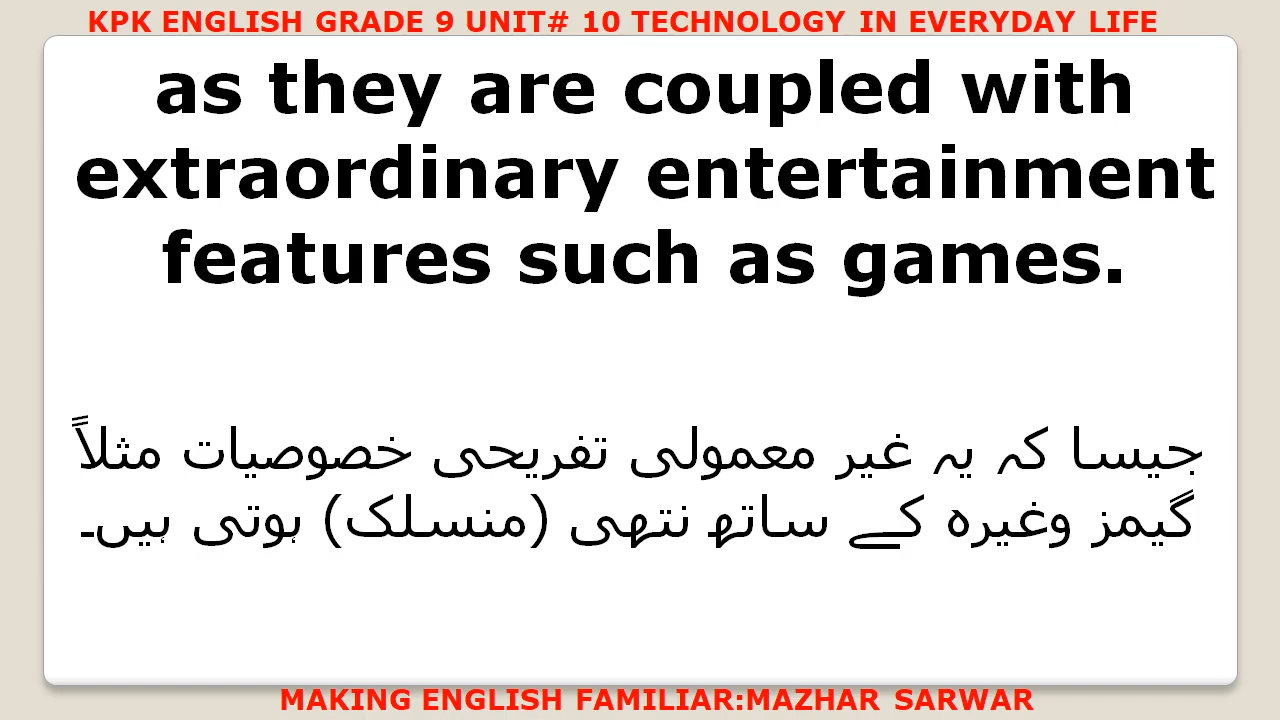 KPK ENGLISH GRADE 9 UNIT# 10 TECHNOLOGY IN EVERYDAY LIFE
as they are coupled with
extraordinary entertainment
features such as games.
جیسا کہ یہ غیر معمولی تفریحی خصوصیات مثلاً
گیمز وغیرہ کے ساتھ نتھی (منسلک) ہوتی ہیں۔
MAKING ENGLISH FAMILIAR:MAZHAR SARWAR